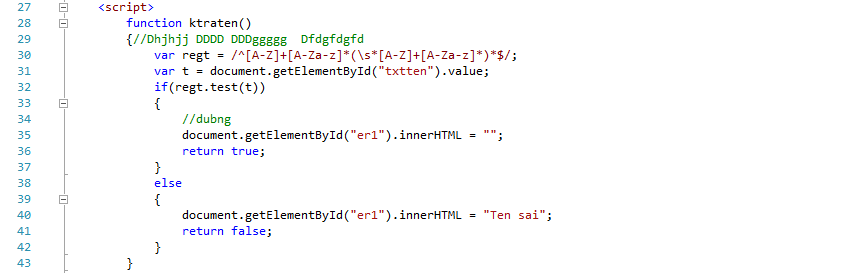 27 <script>
28 function ktraten()
29 {//Dhjhjj DDDD DDDggggg  Dfdgfdgfd
30 var regt = /^[A-Z]+[A-Za-z]*(\s*[A-Z]+[A-Za-z]*)*$/;
31 var t = document.getElementById("txtten").value;
32 if(regt.test(t))
33 {
34 //dubng
35 document.getElementById("er1").innerHTML = "";
36 return true;
37 }
38 else
39 {
40 document.getElementById("er1").innerHTML = "Ten sai";
41 return false;
42 }
43 }